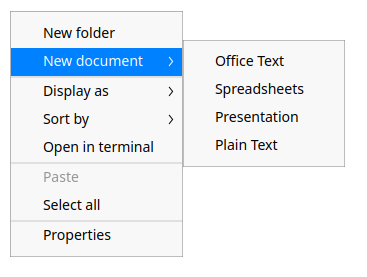 New folder
New document
Display as
Sort by
Open in terminal
Paste
Select all
Properties
Office Text
Spreadsheets
Presentation
Plain Text